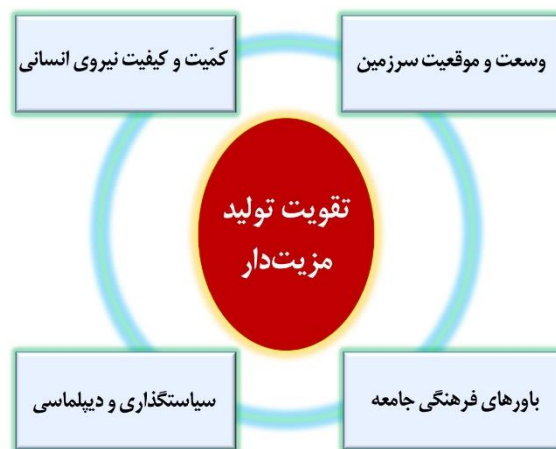 وسعت و موقعیت سرزمین
کمّیت و کیفیت نیروی انسانی
تقویت تولید
مزیت‌دار
باورهای فرهنگی جامعه
سیاستگذاری و دیپلماسی